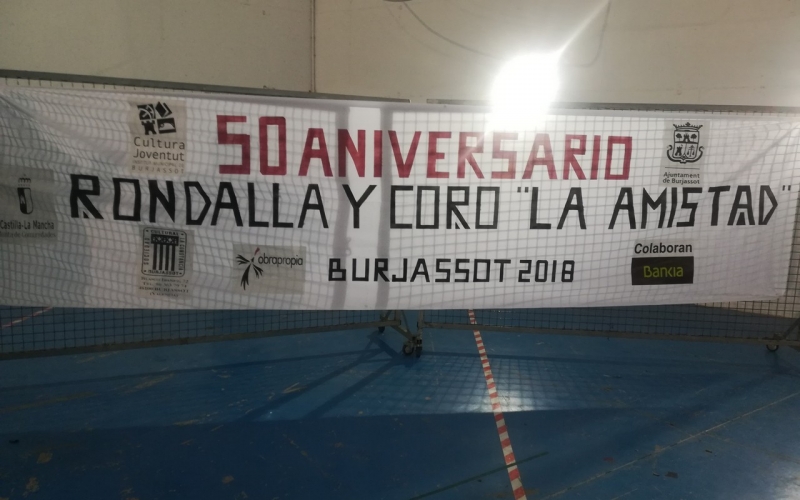 50 ANIVERSARIO
RONDALLA Y CORO "LA AMISTAD"
BURJASSOT 2018
Cultura
Joventut
BURJASSOT
Ajuntament
de Burjassot
Castilla-La Mancha
obrapropia
Colaboran
Bankia